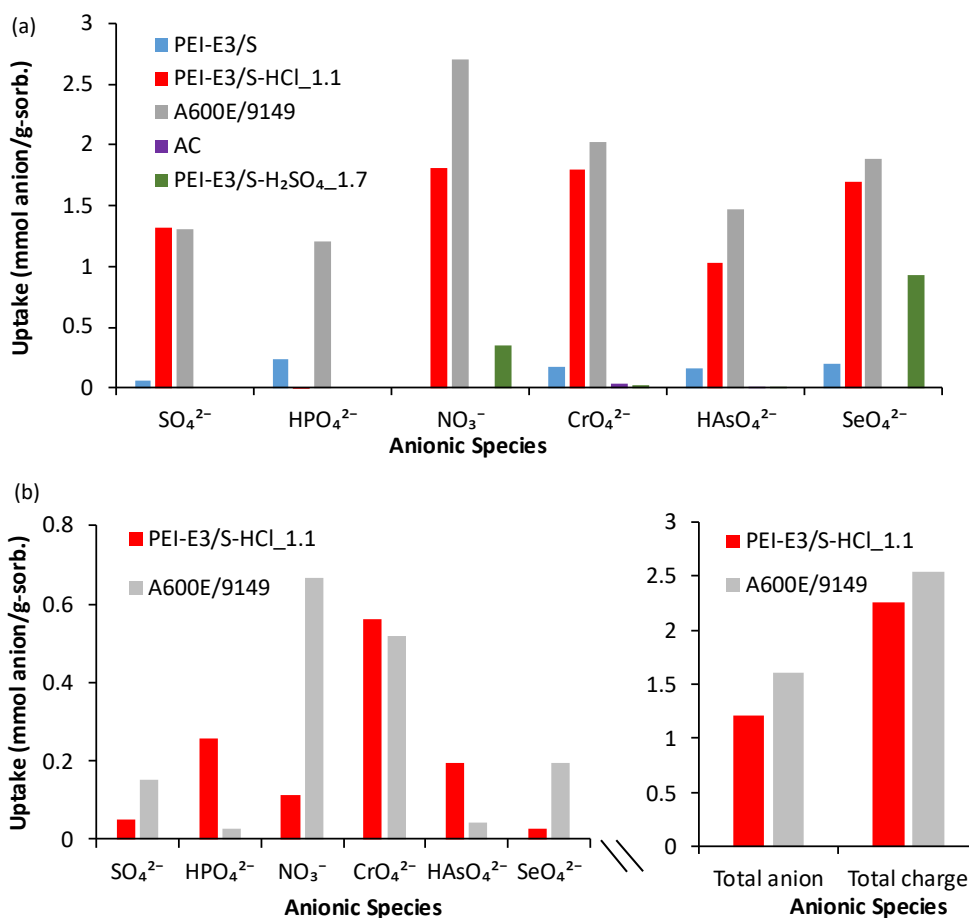 (a)
Uptake (mmol anion/g-sorb.)
3
2.5
2
1.5
1
0.5
0
PEI-E3/S
PEI-E3/S-HCl_1.1
A600E/9149
AC
PEI-E3/S-H₂SO₄_1.7
SO₄²⁻ HPO₄²⁻ NO₃⁻ CrO₄²⁻ HAsO₄²⁻ SeO₄²⁻
Anionic Species
(b)
Uptake (mmol anion/g-sorb.)
0.8
0.6
0.4
0.2
0
PEI-E3/S-HCl_1.1
A600E/9149
SO₄²⁻ HPO₄²⁻ NO₃⁻ CrO₄²⁻ HAsO₄²⁻ SeO₄²⁻
Anionic Species
3
2.5
2
1.5
1
0.5
0
PEI-E3/S-HCl_1.1
A600E/9149
Total anion Total charge
Anionic Species